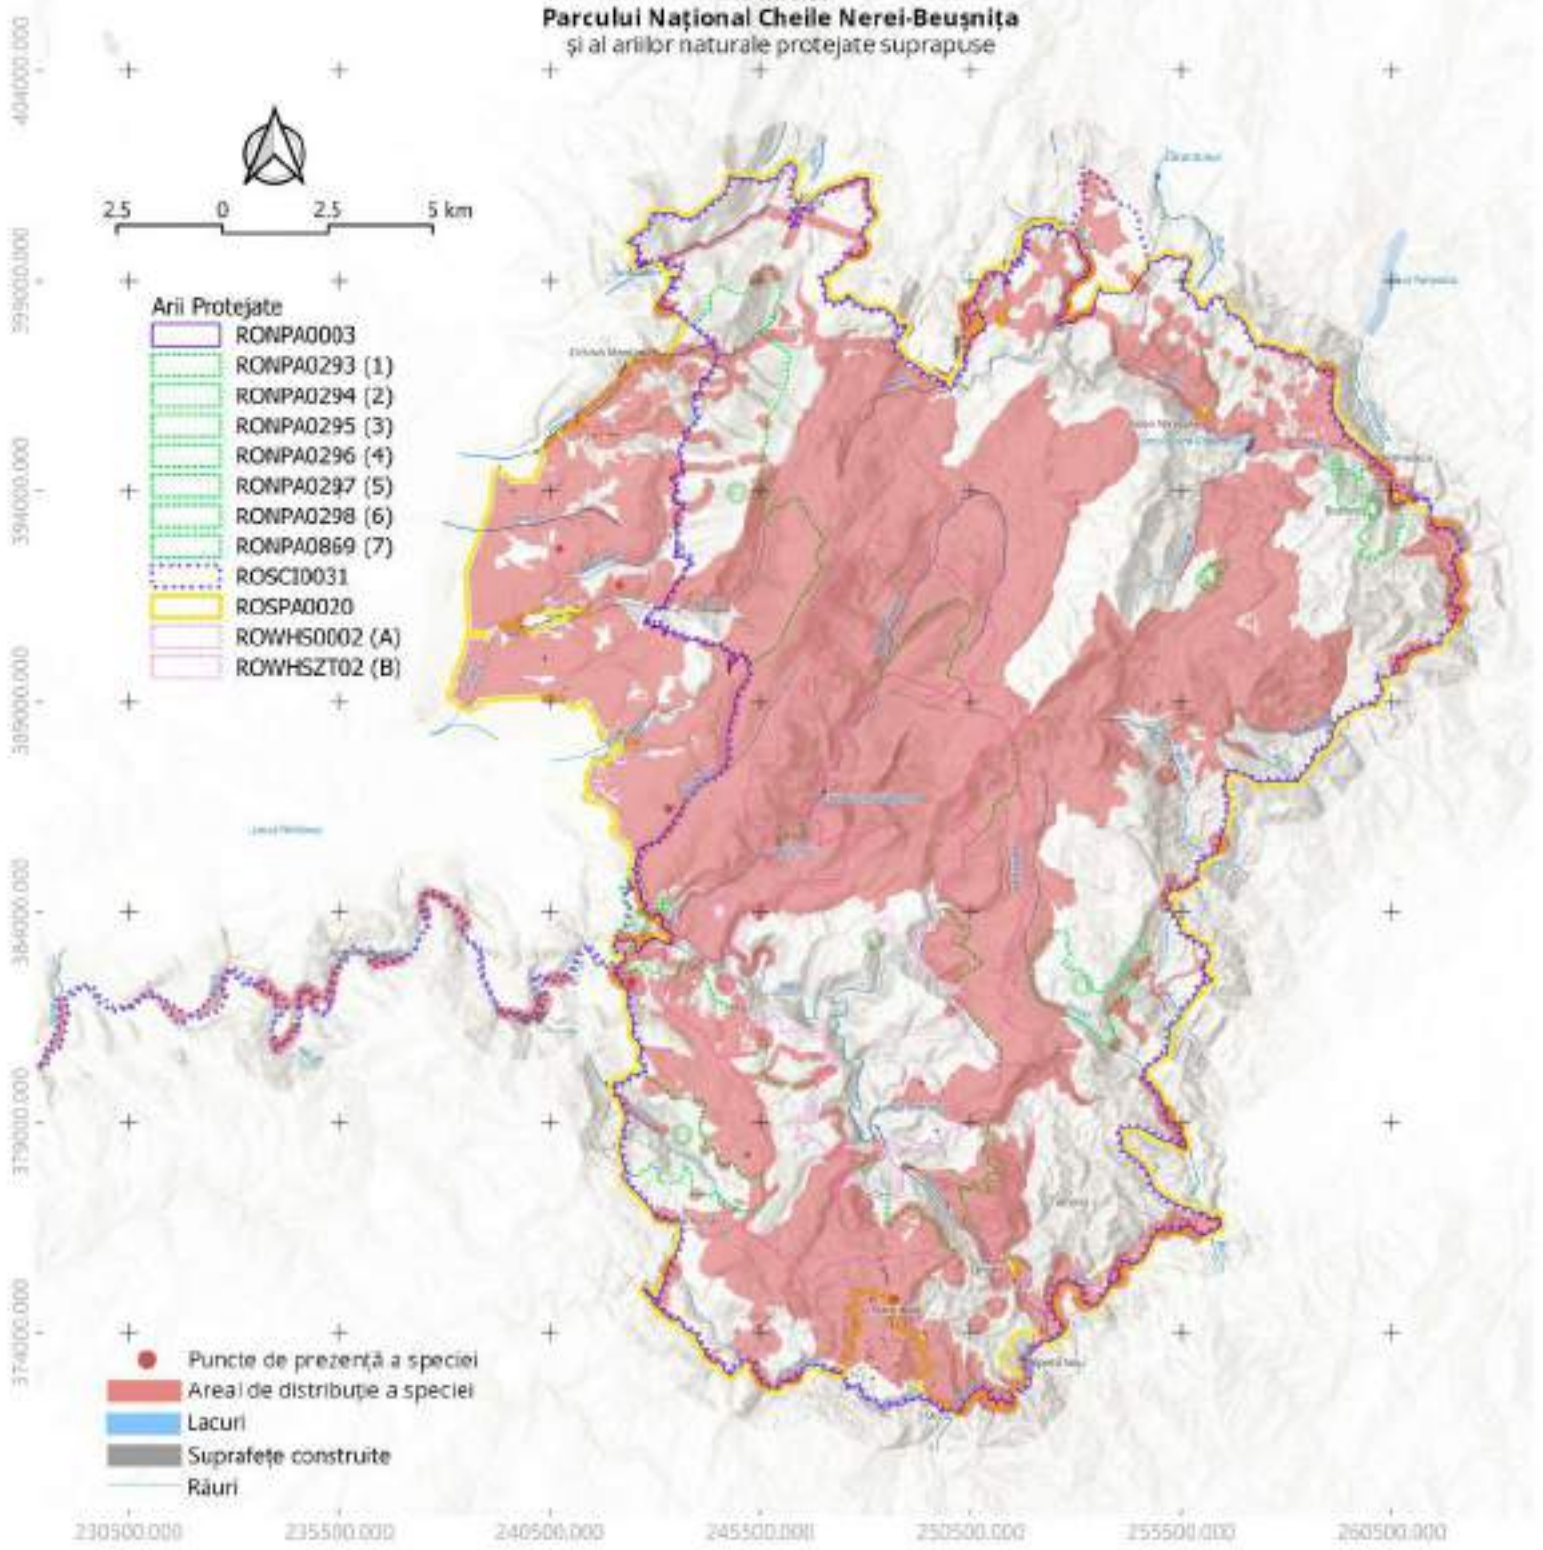 Parcului Național Cheile Nerei-Beușnița
și al ariilor naturale protejate suprapuse
404000.000
399000.000
394000.000
389000.000
384000.000
379000.000
374000.000
2.5 0 2.5 5 km
Arii Protejate
RONPA0003
RONPA0293 (1)
RONPA0294 (2)
RONPA0295 (3)
RONPA0296 (4)
RONPA0297 (5)
RONPA0298 (6)
RONPA0869 (7)
ROSCI0031
ROSPA0020
ROWHS0002 (A)
ROWHSZT02 (B)
Puncte de prezență a speciei
Areal de distribuție a speciei
Lacuri
Suprafețe construite
Râuri
230500.000 235500.000 240500.000 245500.000 250500.000 255500.000 260500.000